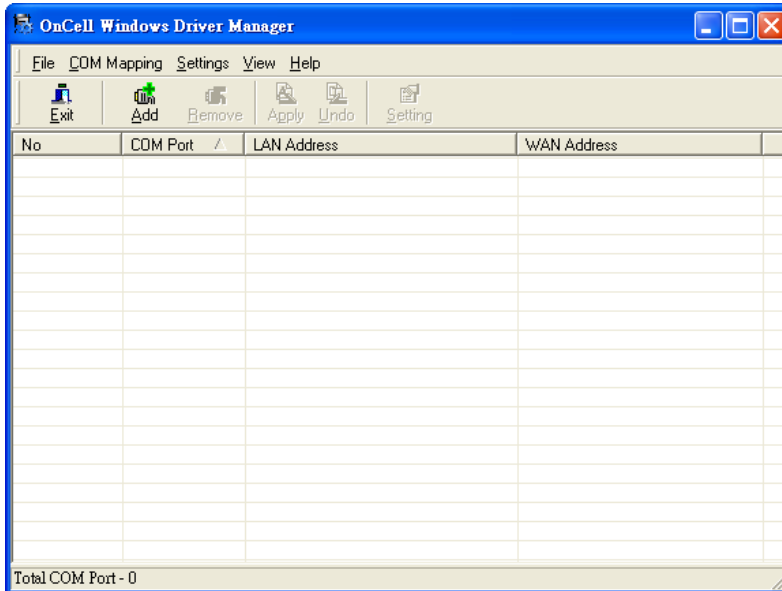 OnCell Windows Driver Manager
File COM Mapping Settings View Help
Exit Add Remove Apply Undo Setting
No COM Port LAN Address WAN Address
Total COM Port - 0